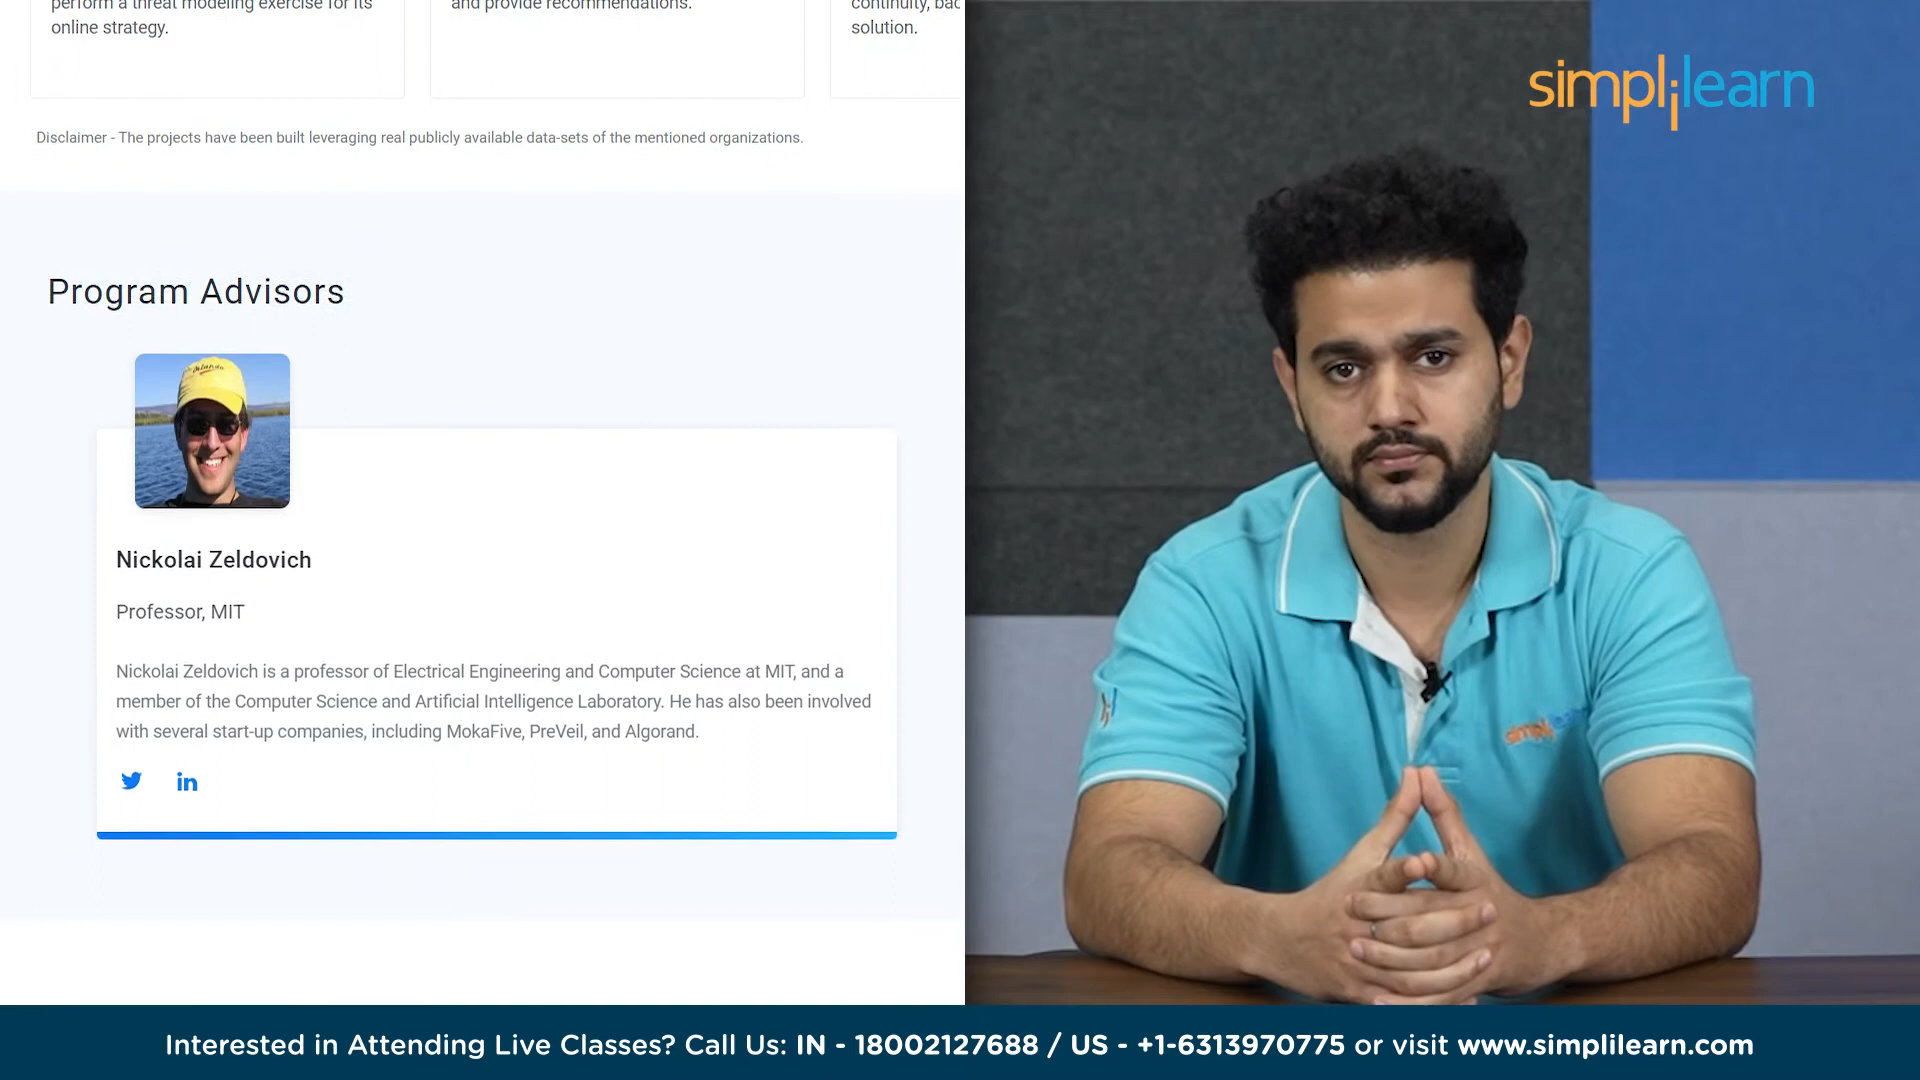 perform a threat modeling exercise for its
online strategy.
and provide recommendations.
continuity, bac
solution.
Disclaimer - The projects have been built leveraging real publicly available data-sets of the mentioned organizations.
Program Advisors
Nickolai Zeldovich
Professor, MIT
Nickolai Zeldovich is a professor of Electrical Engineering and Computer Science at MIT, and a
member of the Computer Science and Artificial Intelligence Laboratory. He has also been involved
with several start-up companies, including MokaFive, PreVeil, and Algorand.
in
simplilearn
simplilearn
Interested in Attending Live Classes? Call Us: IN - 18002127688 / US - +1-6313970775 or visit www.simplilearn.com